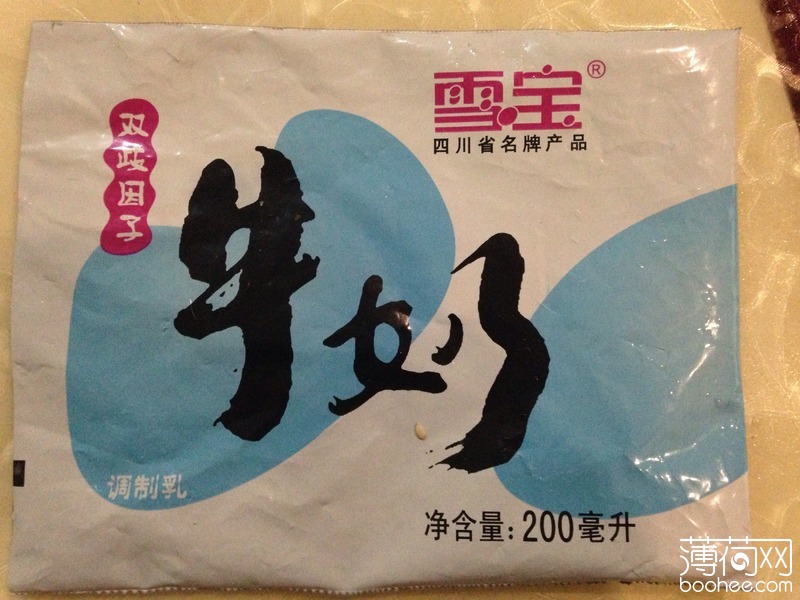 雪宝®
四川省名牌产品
双歧因子
牛奶
调制乳
净含量：200毫升
薄荷网
boohee.com